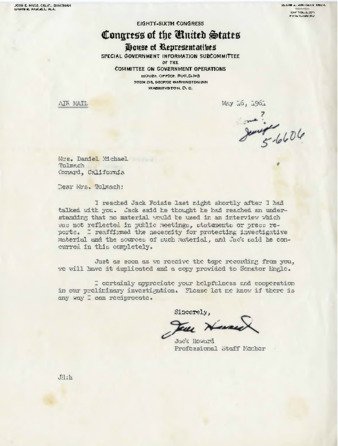 EIGHTY-SIXTH CONGRESS
Congress of the United States
House of Representatives
SPECIAL GOVERNMENT INFORMATION SUBCOMMITTEE
OF THE
COMMITTEE ON GOVERNMENT OPERATIONS
WASHINGTON, D. C.
AIR MAIL
May 16, 1961
5-6606
Mrs. Daniel Michael
Tolmach
Oxnard, California
Dear Mrs. Tolmach:
I reached Jack Foisie last night shortly after I had
talked with you. Jack said he thought he had reached an under-
standing that no material would be used in an interview which
was not reflected in public meetings, statements or press re-
ports. I reaffirmed the necessity for protecting investigative
material and the sources of such material, and Jack said he con-
curred in this completely.
Just as soon as we receive the tape recording from you,
we will have it duplicated and a copy provided to Senator Engle.
I certainly appreciate your helpfulness and cooperation
in our preliminary investigation. Please let me know if there is
any way I can reciprocate.
Sincerely,
Jack Howard
Jack Howard
Professional Staff Member
JH:h